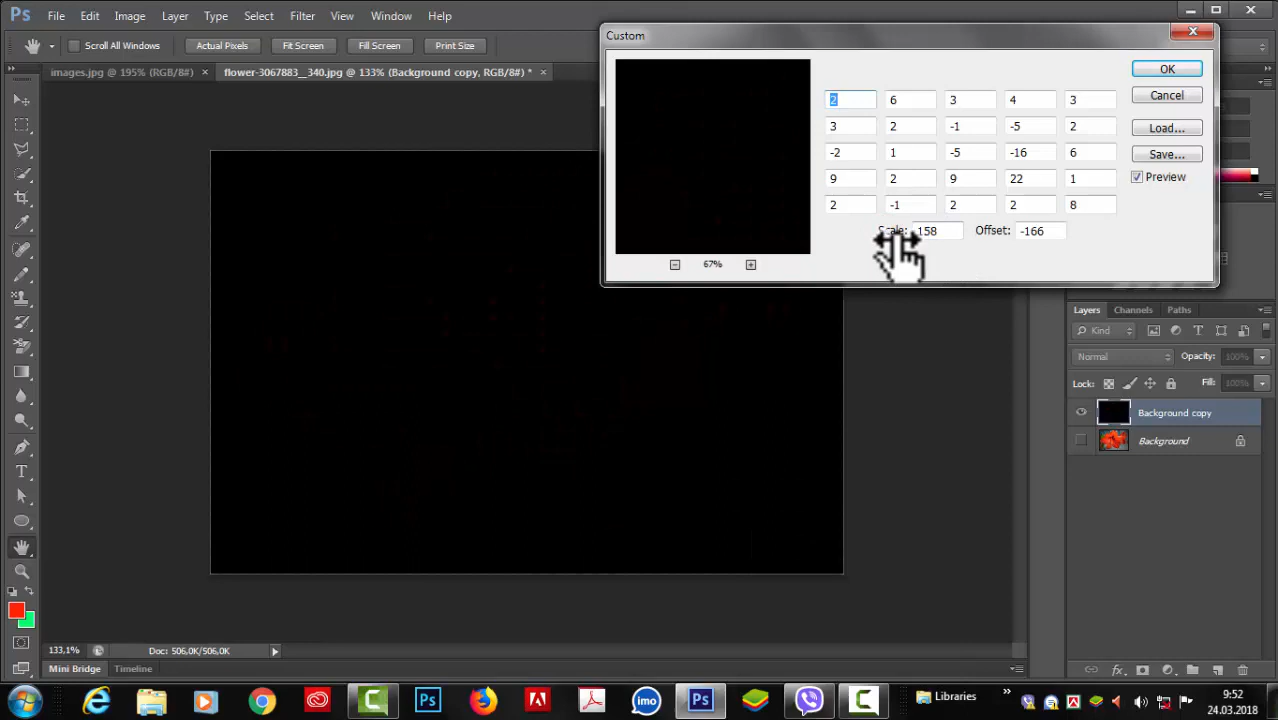 Ps File Edit Image Layer Type Select Filter View Window Help
Scroll All Windows Actual Pixels Fit Screen Fill Screen Print Size
images.jpg @ 195% (RGB/8#) × flower-3067883__340.jpg @ 133% (Background copy, RGB/8#) * ×
Custom
2 6 3 4 3
3 2 -1 -5 2
-2 1 -5 -16 6
9 2 9 22 1
2 -1 2 2 8
Scale: 158 Offset: -166
67%
OK
Cancel
Load...
Save...
Preview
Layers Channels Paths
Kind
Normal Opacity: 100%
Lock: Fill: 100%
Background copy
Background
133,1% Doc: 506,0K/506,0K
Mini Bridge Timeline
Ps imo Ps
Libraries »
9:52
24.03.2018